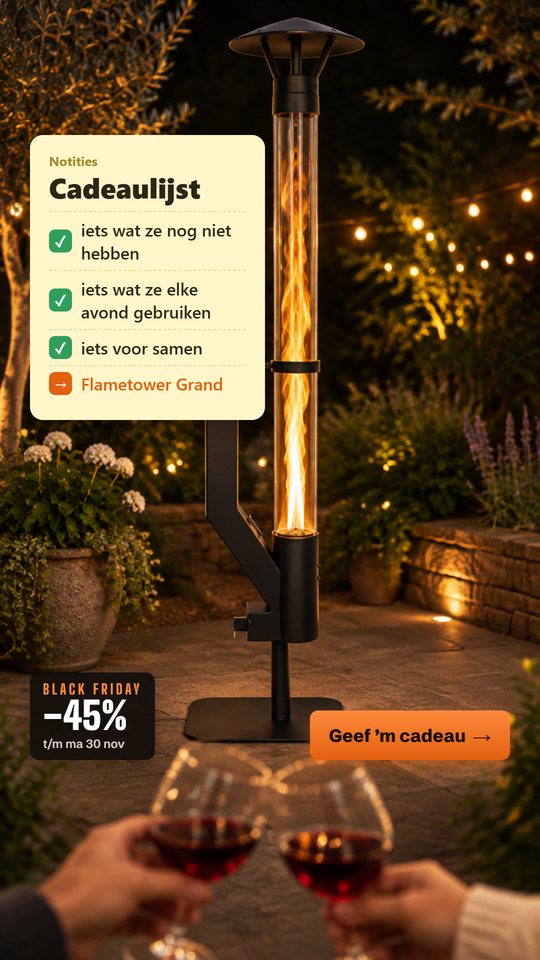 Notities
Cadeaulijst
iets wat ze nog niet
hebben
iets wat ze elke
avond gebruiken
iets voor samen
→ Flametower Grand
BLACK FRIDAY
−45%
t/m ma 30 nov
Geef ’m cadeau →